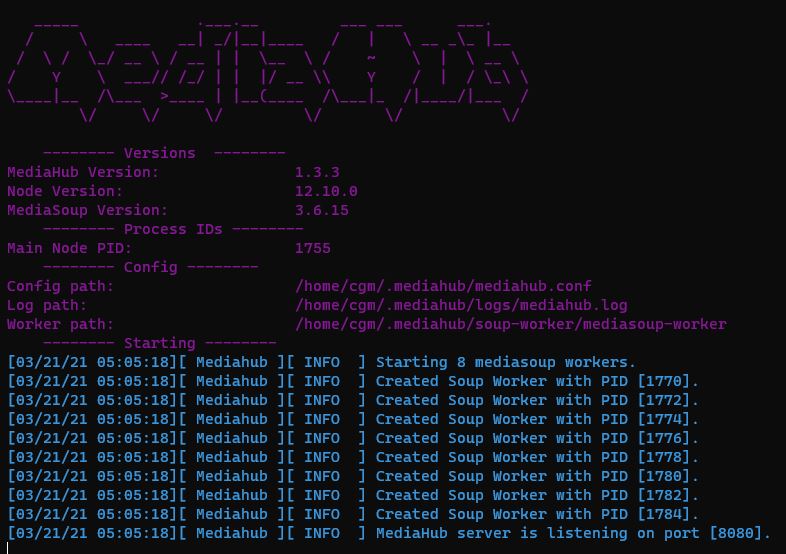 MediaHub
-------- Versions  --------
MediaHub Version:                    1.3.3
Node Version:                        12.10.0
MediaSoup Version:                   3.6.15
-------- Process IDs --------
Main Node PID:                       1755
-------- Config --------
Config path:                         /home/cgm/.mediahub/mediahub.conf
Log path:                            /home/cgm/.mediahub/logs/mediahub.log
Worker path:                         /home/cgm/.mediahub/soup-worker/mediasoup-worker
-------- Starting --------
[03/21/21 05:05:18][ Mediahub ][ INFO  ] Starting 8 mediasoup workers.
[03/21/21 05:05:18][ Mediahub ][ INFO  ] Created Soup Worker with PID [1770].
[03/21/21 05:05:18][ Mediahub ][ INFO  ] Created Soup Worker with PID [1772].
[03/21/21 05:05:18][ Mediahub ][ INFO  ] Created Soup Worker with PID [1774].
[03/21/21 05:05:18][ Mediahub ][ INFO  ] Created Soup Worker with PID [1776].
[03/21/21 05:05:18][ Mediahub ][ INFO  ] Created Soup Worker with PID [1778].
[03/21/21 05:05:18][ Mediahub ][ INFO  ] Created Soup Worker with PID [1780].
[03/21/21 05:05:18][ Mediahub ][ INFO  ] Created Soup Worker with PID [1782].
[03/21/21 05:05:18][ Mediahub ][ INFO  ] Created Soup Worker with PID [1784].
[03/21/21 05:05:18][ Mediahub ][ INFO  ] MediaHub server is listening on port [8080].